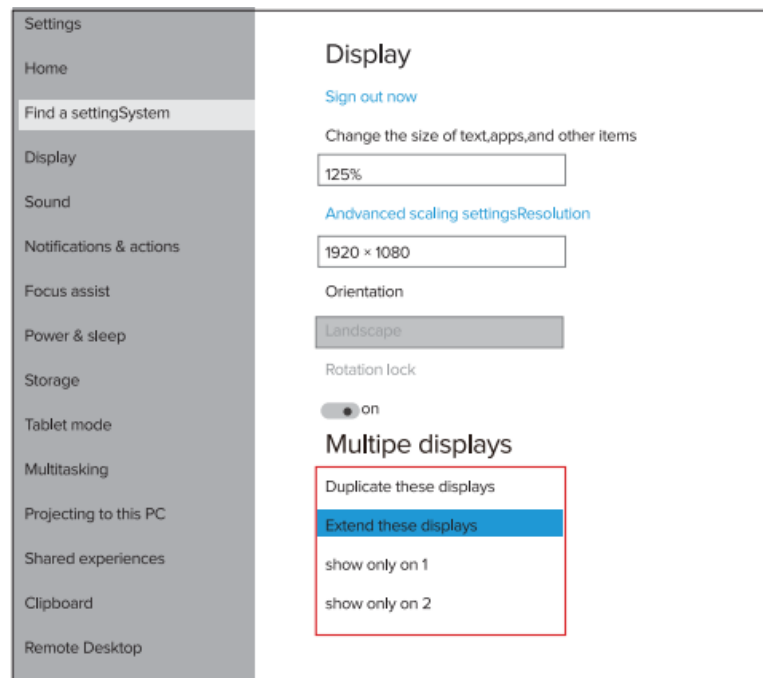 Settings
Home
Find a settingSystem
Display
Sound
Notifications & actions
Focus assist
Power & sleep
Storage
Tablet mode
Multitasking
Projecting to this PC
Shared experiences
Clipboard
Remote Desktop
Display
Sign out now
Change the size of text,apps,and other items
125%
Andvanced scaling settingsResolution
1920 × 1080
Orientation
Landscape
Rotation lock
on
Multipe displays
Duplicate these displays
Extend these displays
show only on 1
show only on 2